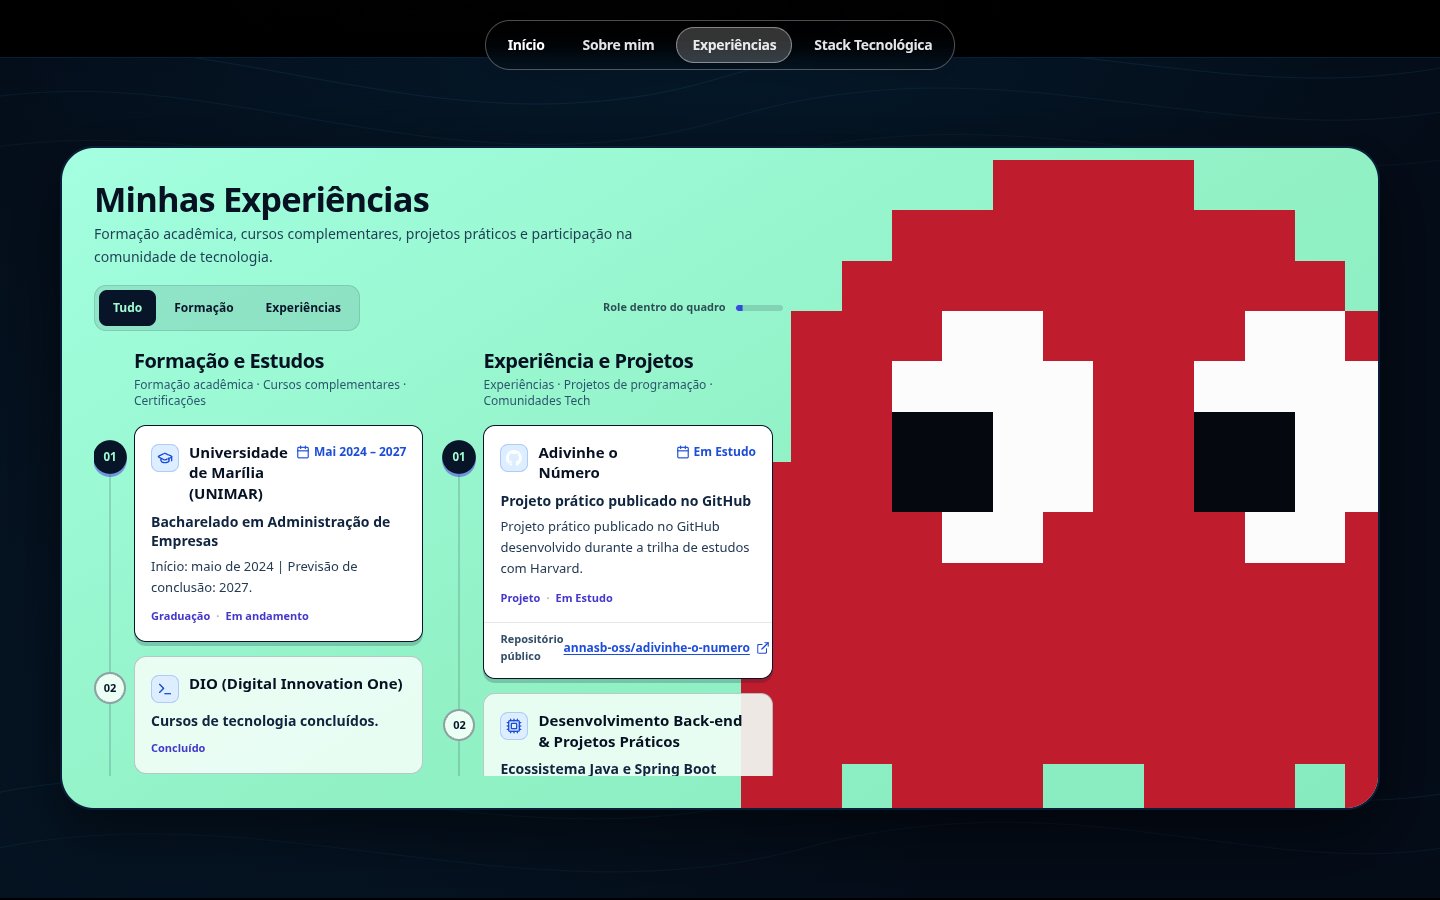 Início Sobre mim Experiências Stack Tecnológica
Minhas Experiências
Formação acadêmica, cursos complementares, projetos práticos e participação na
comunidade de tecnologia.
Tudo Formação Experiências
Role dentro do quadro
Formação e Estudos
Formação acadêmica · Cursos complementares ·
Certificações
01
Universidade
de Marília
(UNIMAR)
Mai 2024 – 2027
Bacharelado em Administração de
Empresas
Início: maio de 2024 | Previsão de
conclusão: 2027.
Graduação · Em andamento
02
DIO (Digital Innovation One)
Cursos de tecnologia concluídos.
Concluído
Experiência e Projetos
Experiências · Projetos de programação ·
Comunidades Tech
01
Adivinhe o
Número
Em Estudo
Projeto prático publicado no GitHub
Projeto prático publicado no GitHub
desenvolvido durante a trilha de estudos
com Harvard.
Projeto · Em Estudo
Repositório
público
annasb-oss/adivinhe-o-numero
02
Desenvolvimento Back-end
& Projetos Práticos
Ecossistema Java e Spring Boot